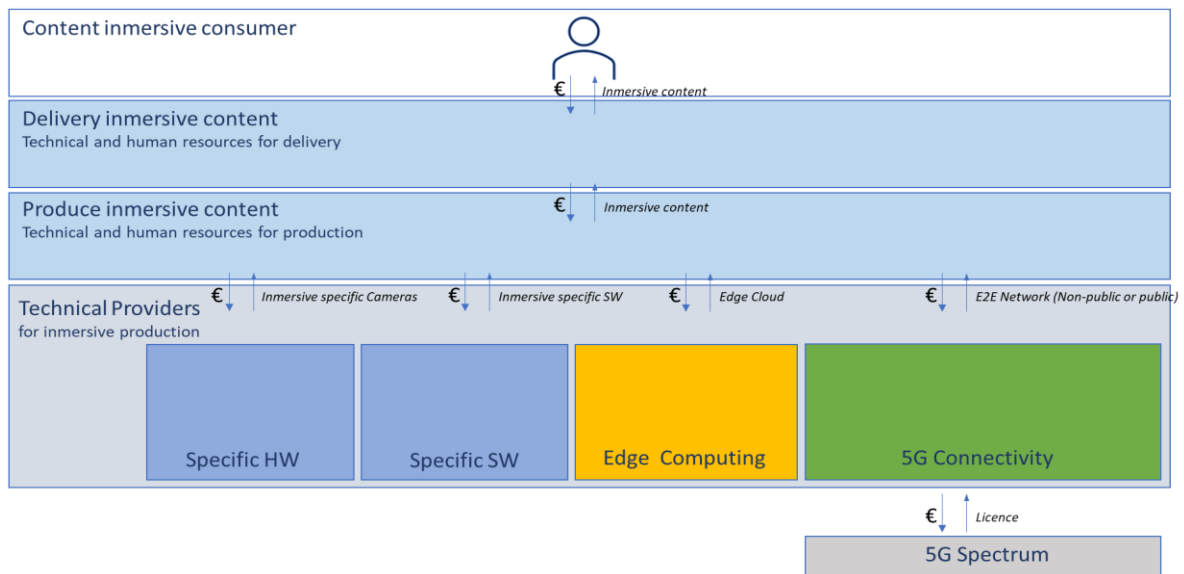 Content inmersive consumer
€ Inmersive content
Delivery inmersive content
Technical and human resources for delivery
€ Inmersive content
Produce inmersive content
Technical and human resources for production
€ Inmersive specific Cameras
€ Inmersive specific SW
€ Edge Cloud
€ E2E Network (Non-public or public)
Technical Providers
for inmersive production
Specific HW
Specific SW
Edge Computing
5G Connectivity
€ Licence
5G Spectrum